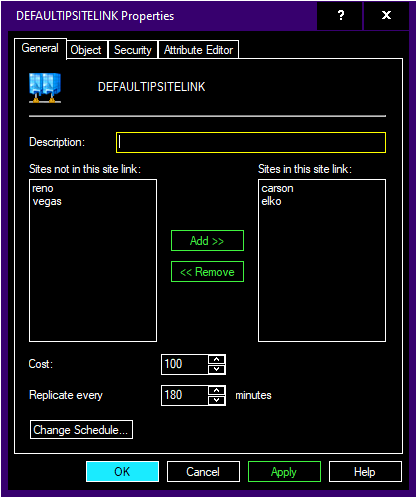 DEFAULTIPSITELINK Properties ? X
General Object Security Attribute Editor
DEFAULTIPSITELINK
Description:
Sites not in this site link: Sites in this site link:
reno carson
vegas elko
Add >>
<< Remove
Cost: 100
Replicate every 180 minutes
Change Schedule...
OK Cancel Apply Help